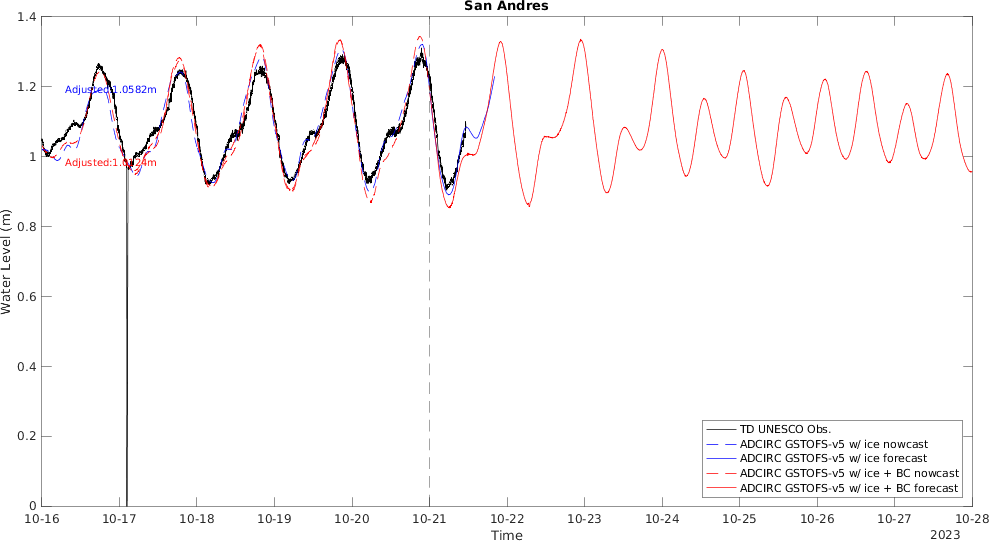 San Andres
1.4
1.2
1
0.8
0.6
0.4
0.2
0
Water Level (m)
Adjusted:1.0582m
TD UNESCO Obs.
ADCIRC GSTOFS-v5 w/ ice nowcast
ADCIRC GSTOFS-v5 w/ ice forecast
ADCIRC GSTOFS-v5 w/ ice + BC nowcast
ADCIRC GSTOFS-v5 w/ ice + BC forecast
10-16 10-17 10-18 10-19 10-20 10-21 10-22 10-23 10-24 10-25 10-26 10-27 10-28
Time
2023